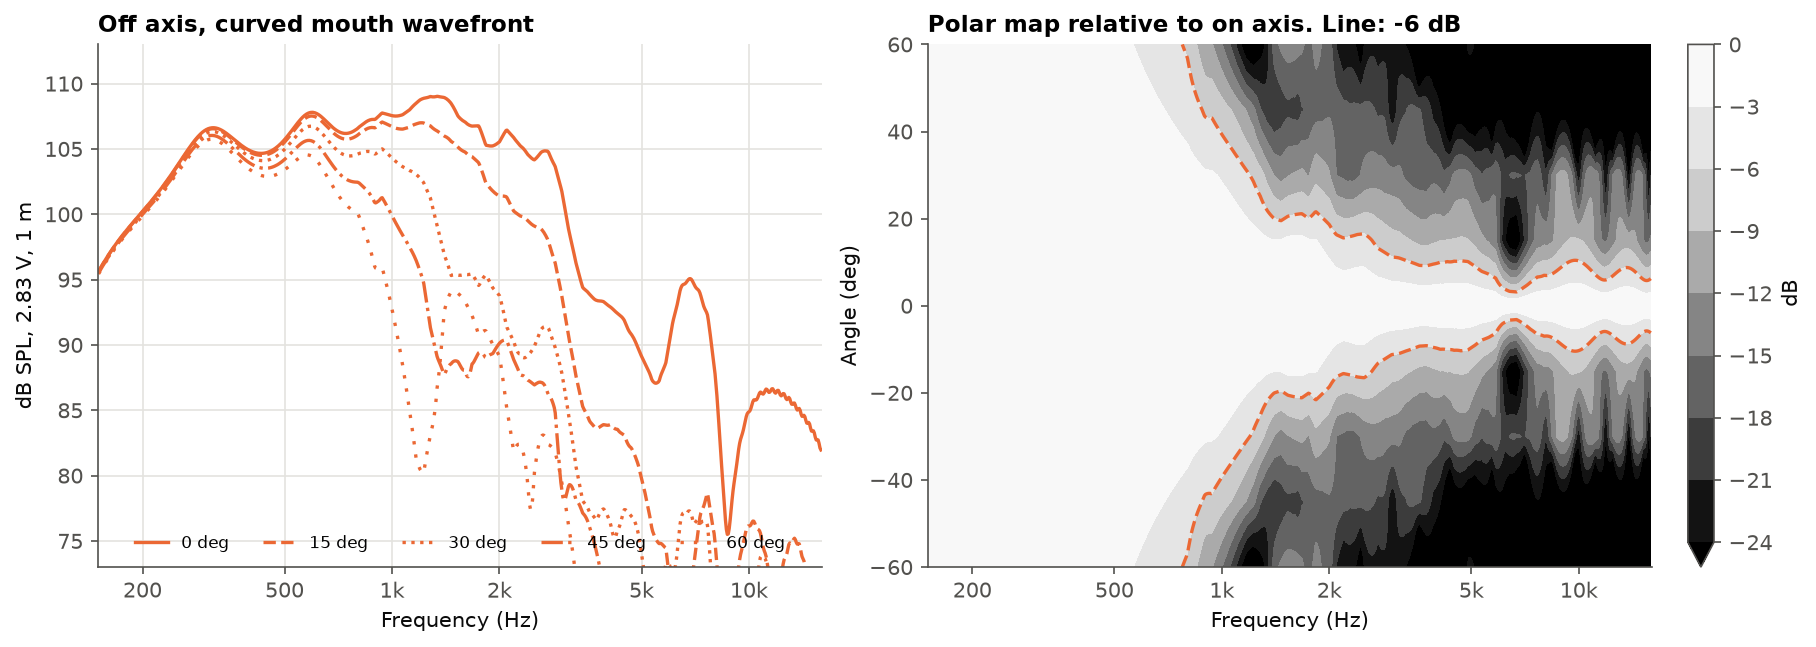 Off axis, curved mouth wavefront
110
105
100
95
90
85
80
75
dB SPL, 2.83 V, 1 m
0 deg
15 deg
30 deg
45 deg
60 deg
200
500
1k
2k
5k
10k
Frequency (Hz)
Polar map relative to on axis. Line: -6 dB
60
40
20
0
−20
−40
−60
Angle (deg)
200
500
1k
2k
5k
10k
Frequency (Hz)
0
−3
−6
−9
−12
−15
−18
−21
−24
dB